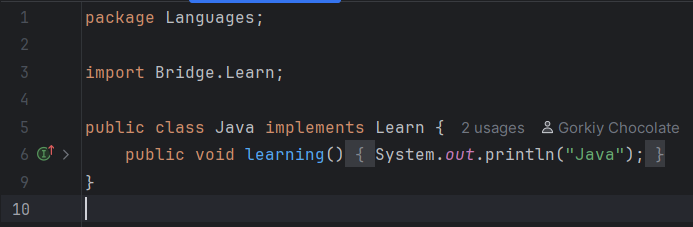 1 package Languages;
2
3 import Bridge.Learn;
4
5 public class Java implements Learn { 2 usages Gorkiy Chocolate
6 public void learning() { System.out.println("Java"); }
9 }
10